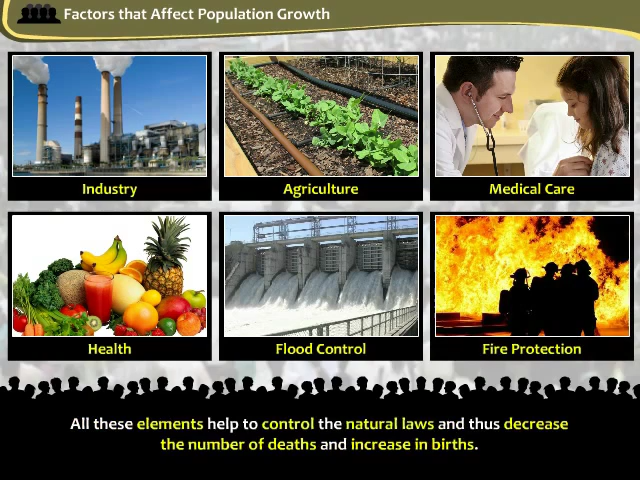 Factors that Affect Population Growth
Industry
Agriculture
Medical Care
Health
Flood Control
Fire Protection
All these elements help to control the natural laws and thus decrease
the number of deaths and increase in births.